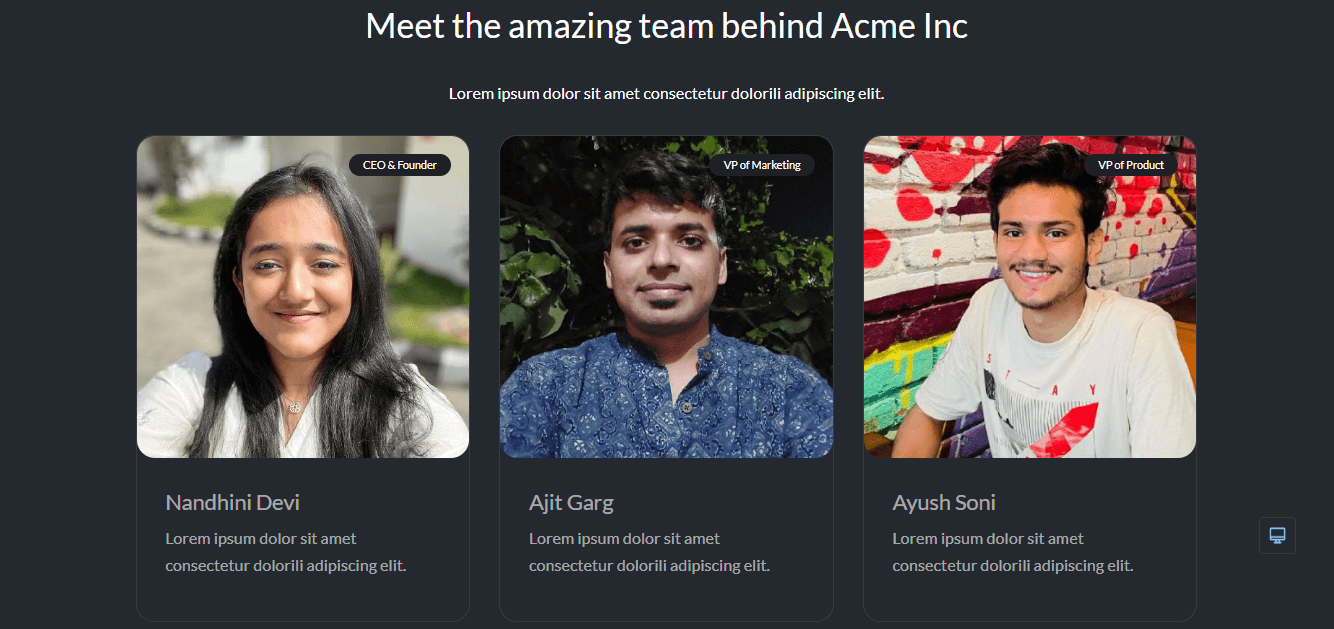 Meet the amazing team behind Acme Inc
Lorem ipsum dolor sit amet consectetur dolorili adipiscing elit.
CEO & Founder
Nandhini Devi
Lorem ipsum dolor sit amet
consectetur dolorili adipiscing elit.
VP of Marketing
Ajit Garg
Lorem ipsum dolor sit amet
consectetur dolorili adipiscing elit.
VP of Product
STAY
Ayush Soni
Lorem ipsum dolor sit amet
consectetur dolorili adipiscing elit.